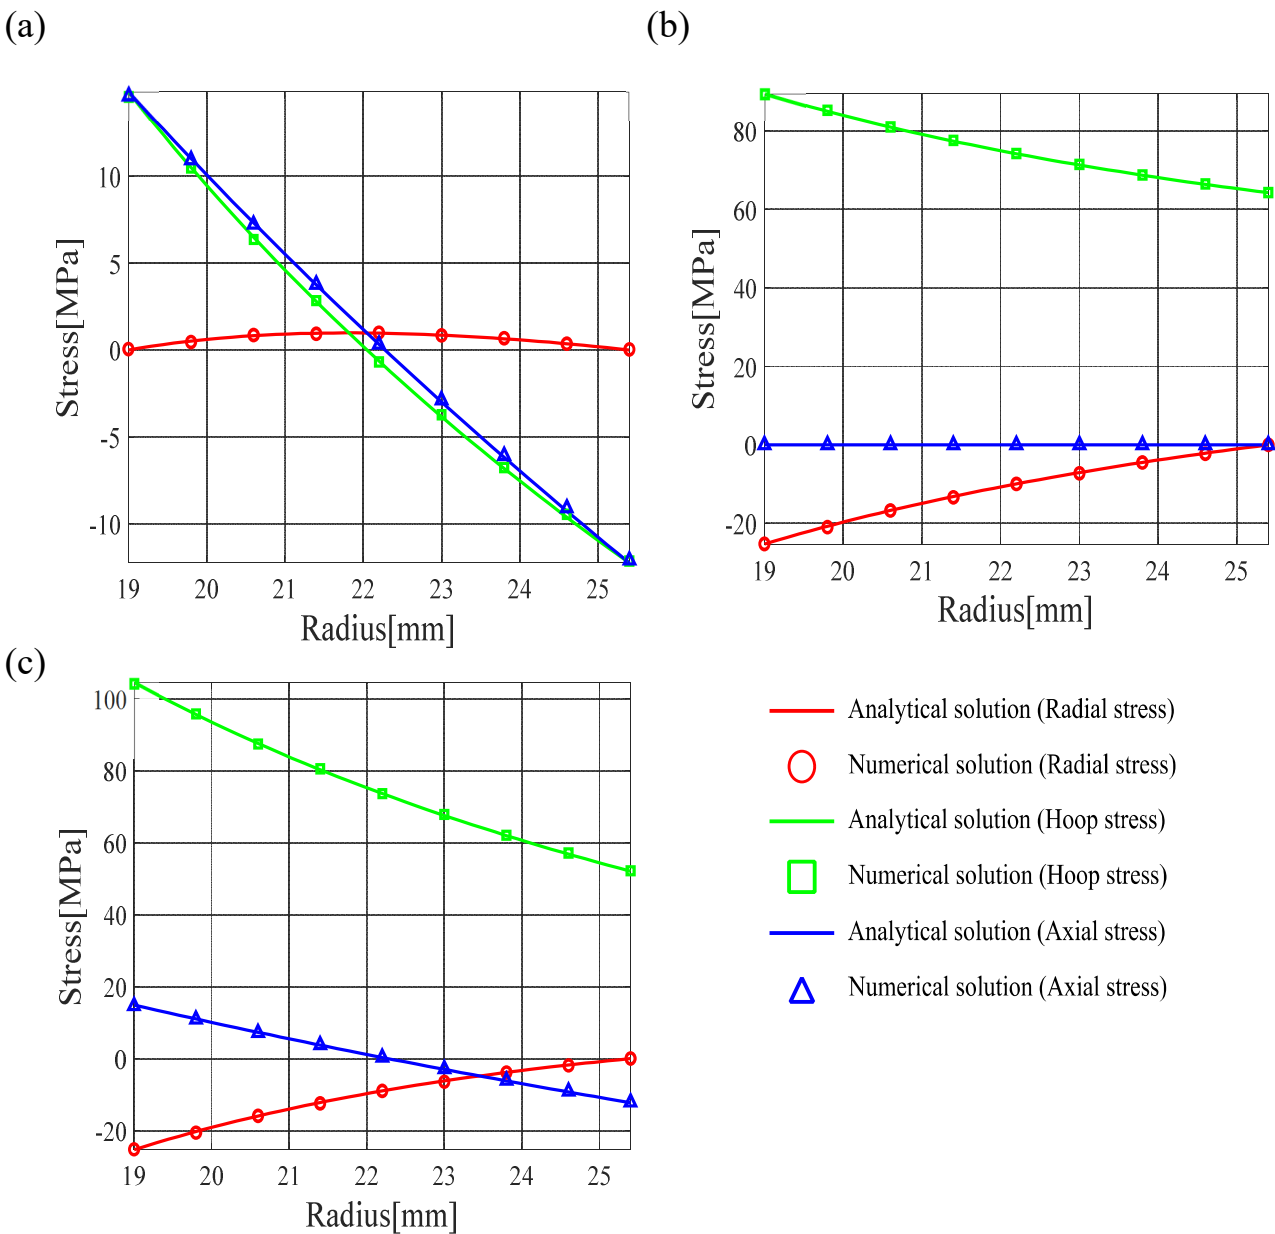 (a)
10
5
0
-5
-10
Stress[MPa]
19 20 21 22 23 24 25
Radius[mm]
(b)
80
60
40
20
0
-20
Stress[MPa]
19 20 21 22 23 24 25
Radius[mm]
(c)
100
80
60
40
20
0
-20
Stress[MPa]
19 20 21 22 23 24 25
Radius[mm]
Analytical solution (Radial stress)
Numerical solution (Radial stress)
Analytical solution (Hoop stress)
Numerical solution (Hoop stress)
Analytical solution (Axial stress)
Numerical solution (Axial stress)